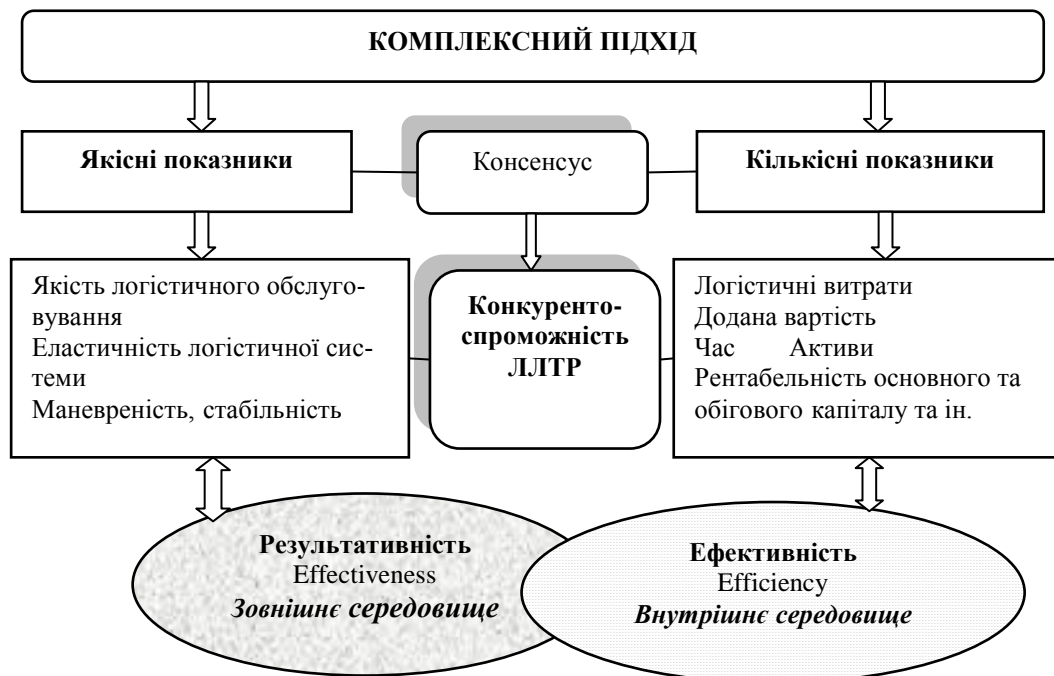 КОМПЛЕКСНИЙ ПІДХІД
Якісні показники
Консенсус
Кількісні показники
Якість логістичного обслуго-
вування
Еластичність логістичної сис-
теми
Маневреність, стабільність
Конкуренто-
спроможність
ЛЛТР
Логістичні витрати
Додана вартість
Час Активи
Рентабельність основного та
обігового капіталу та ін.
Результативність
Effectiveness
Зовнішнє середовище
Ефективність
Efficiency
Внутрішнє середовище